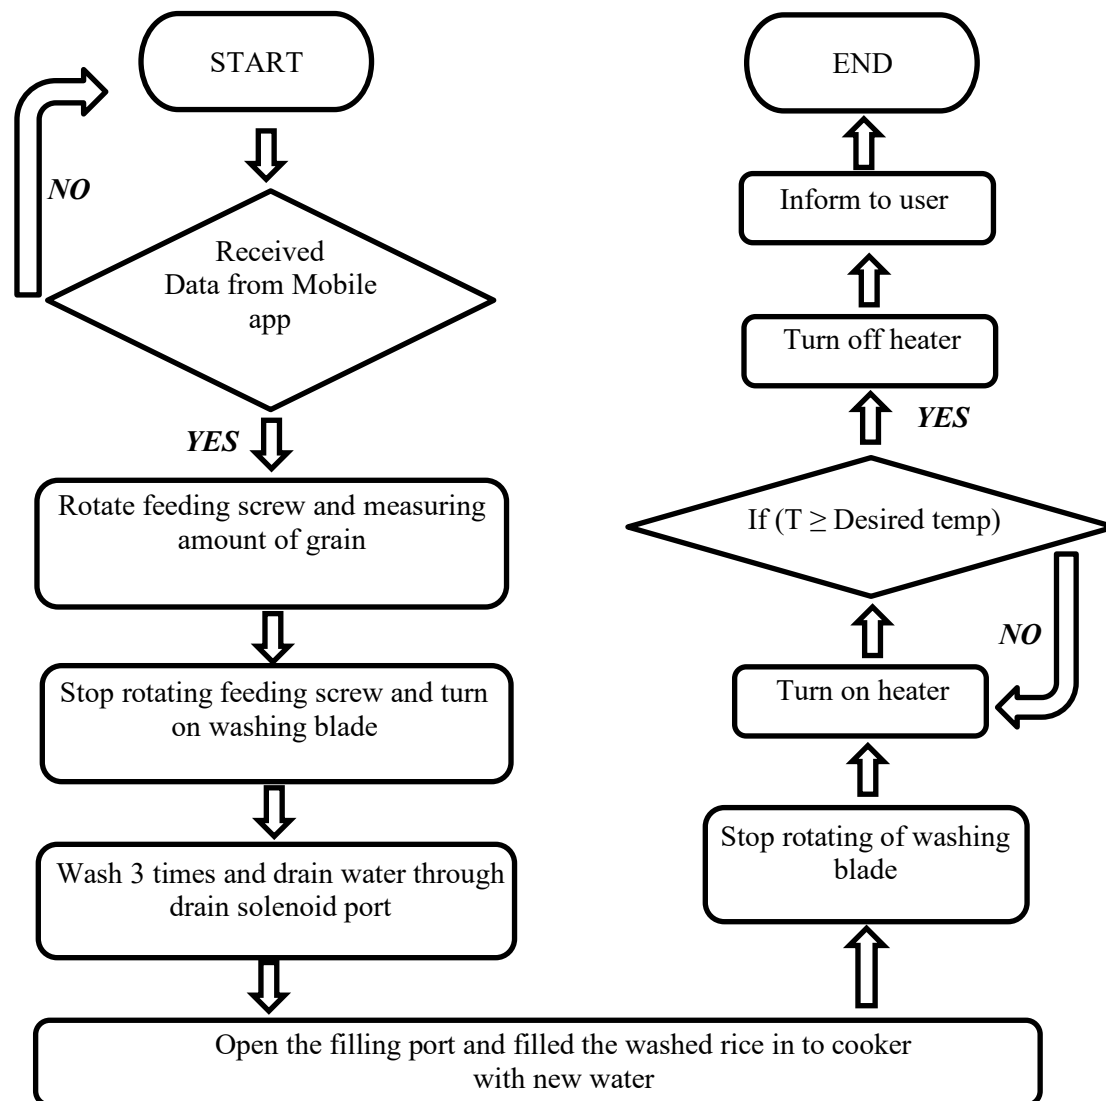 START
NO
Received
Data from Mobile
app
YES
Rotate feeding screw and measuring
amount of grain
Stop rotating feeding screw and turn
on washing blade
Wash 3 times and drain water through
drain solenoid port
Open the filling port and filled the washed rice in to cooker
with new water
Stop rotating of washing
blade
Turn on heater
NO
If (T ≥ Desired temp)
YES
Turn off heater
Inform to user
END